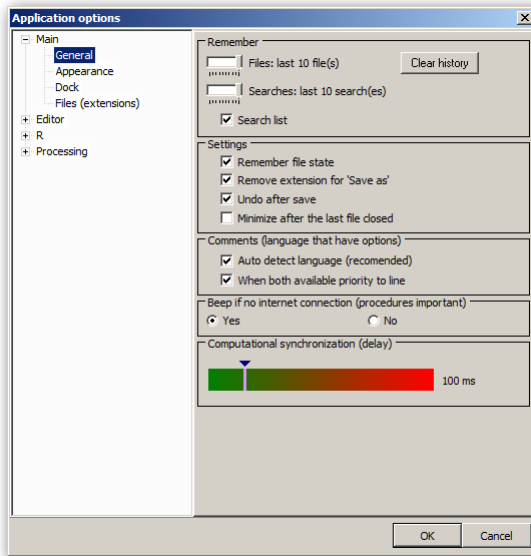 Application options
Main
General
Appearance
Dock
Files (extensions)
Editor
R
Processing
Remember
Files: last 10 file(s)
Clear history
Searches: last 10 search(es)
Search list
Settings
Remember file state
Remove extension for 'Save as'
Undo after save
Minimize after the last file closed
Comments (language that have options)
Auto detect language (recomended)
When both available priority to line
Beep if no internet connection (procedures important)
Yes No
Computational synchronization (delay)
100 ms
OK Cancel